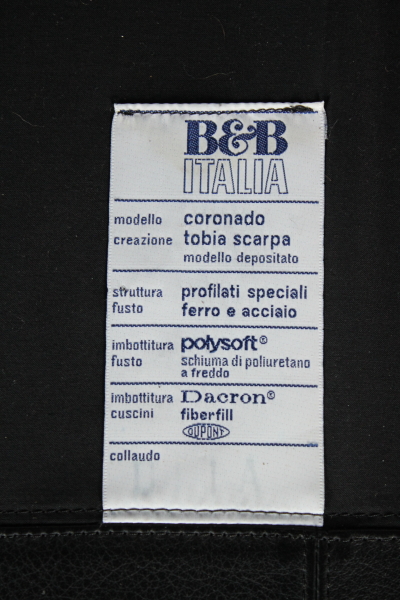 B&B
ITALIA
modello coronado
creazione tobia scarpa
modello depositato
struttura profilati speciali
fusto ferro e acciaio
imbottitura polysoft®
fusto schiuma di poliuretano
a freddo
imbottitura Dacron®
cuscini fiberfill
DUPONT
collaudo